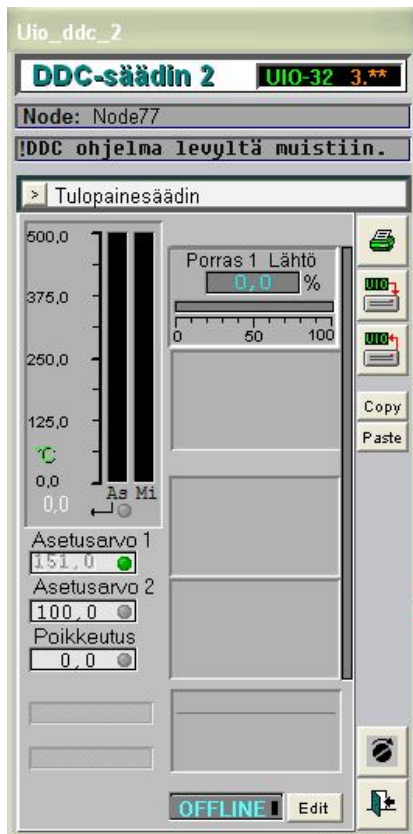 Uio_ddc_2
DDC-säädin 2 UIO-32 3.**
Node: Node77
!DDC ohjelma levyltä muistiin.
> Tulopainesäädin
500,0
375,0
250,0
125,0
°C
0,0
0,0
As Mi
Porras 1 Lähtö
0,0 %
0 50 100
UIO
UIO
Copy
Paste
Asetusarvo 1
151,0
Asetusarvo 2
100,0
Poikkeutus
0,0
OFFLINE Edit